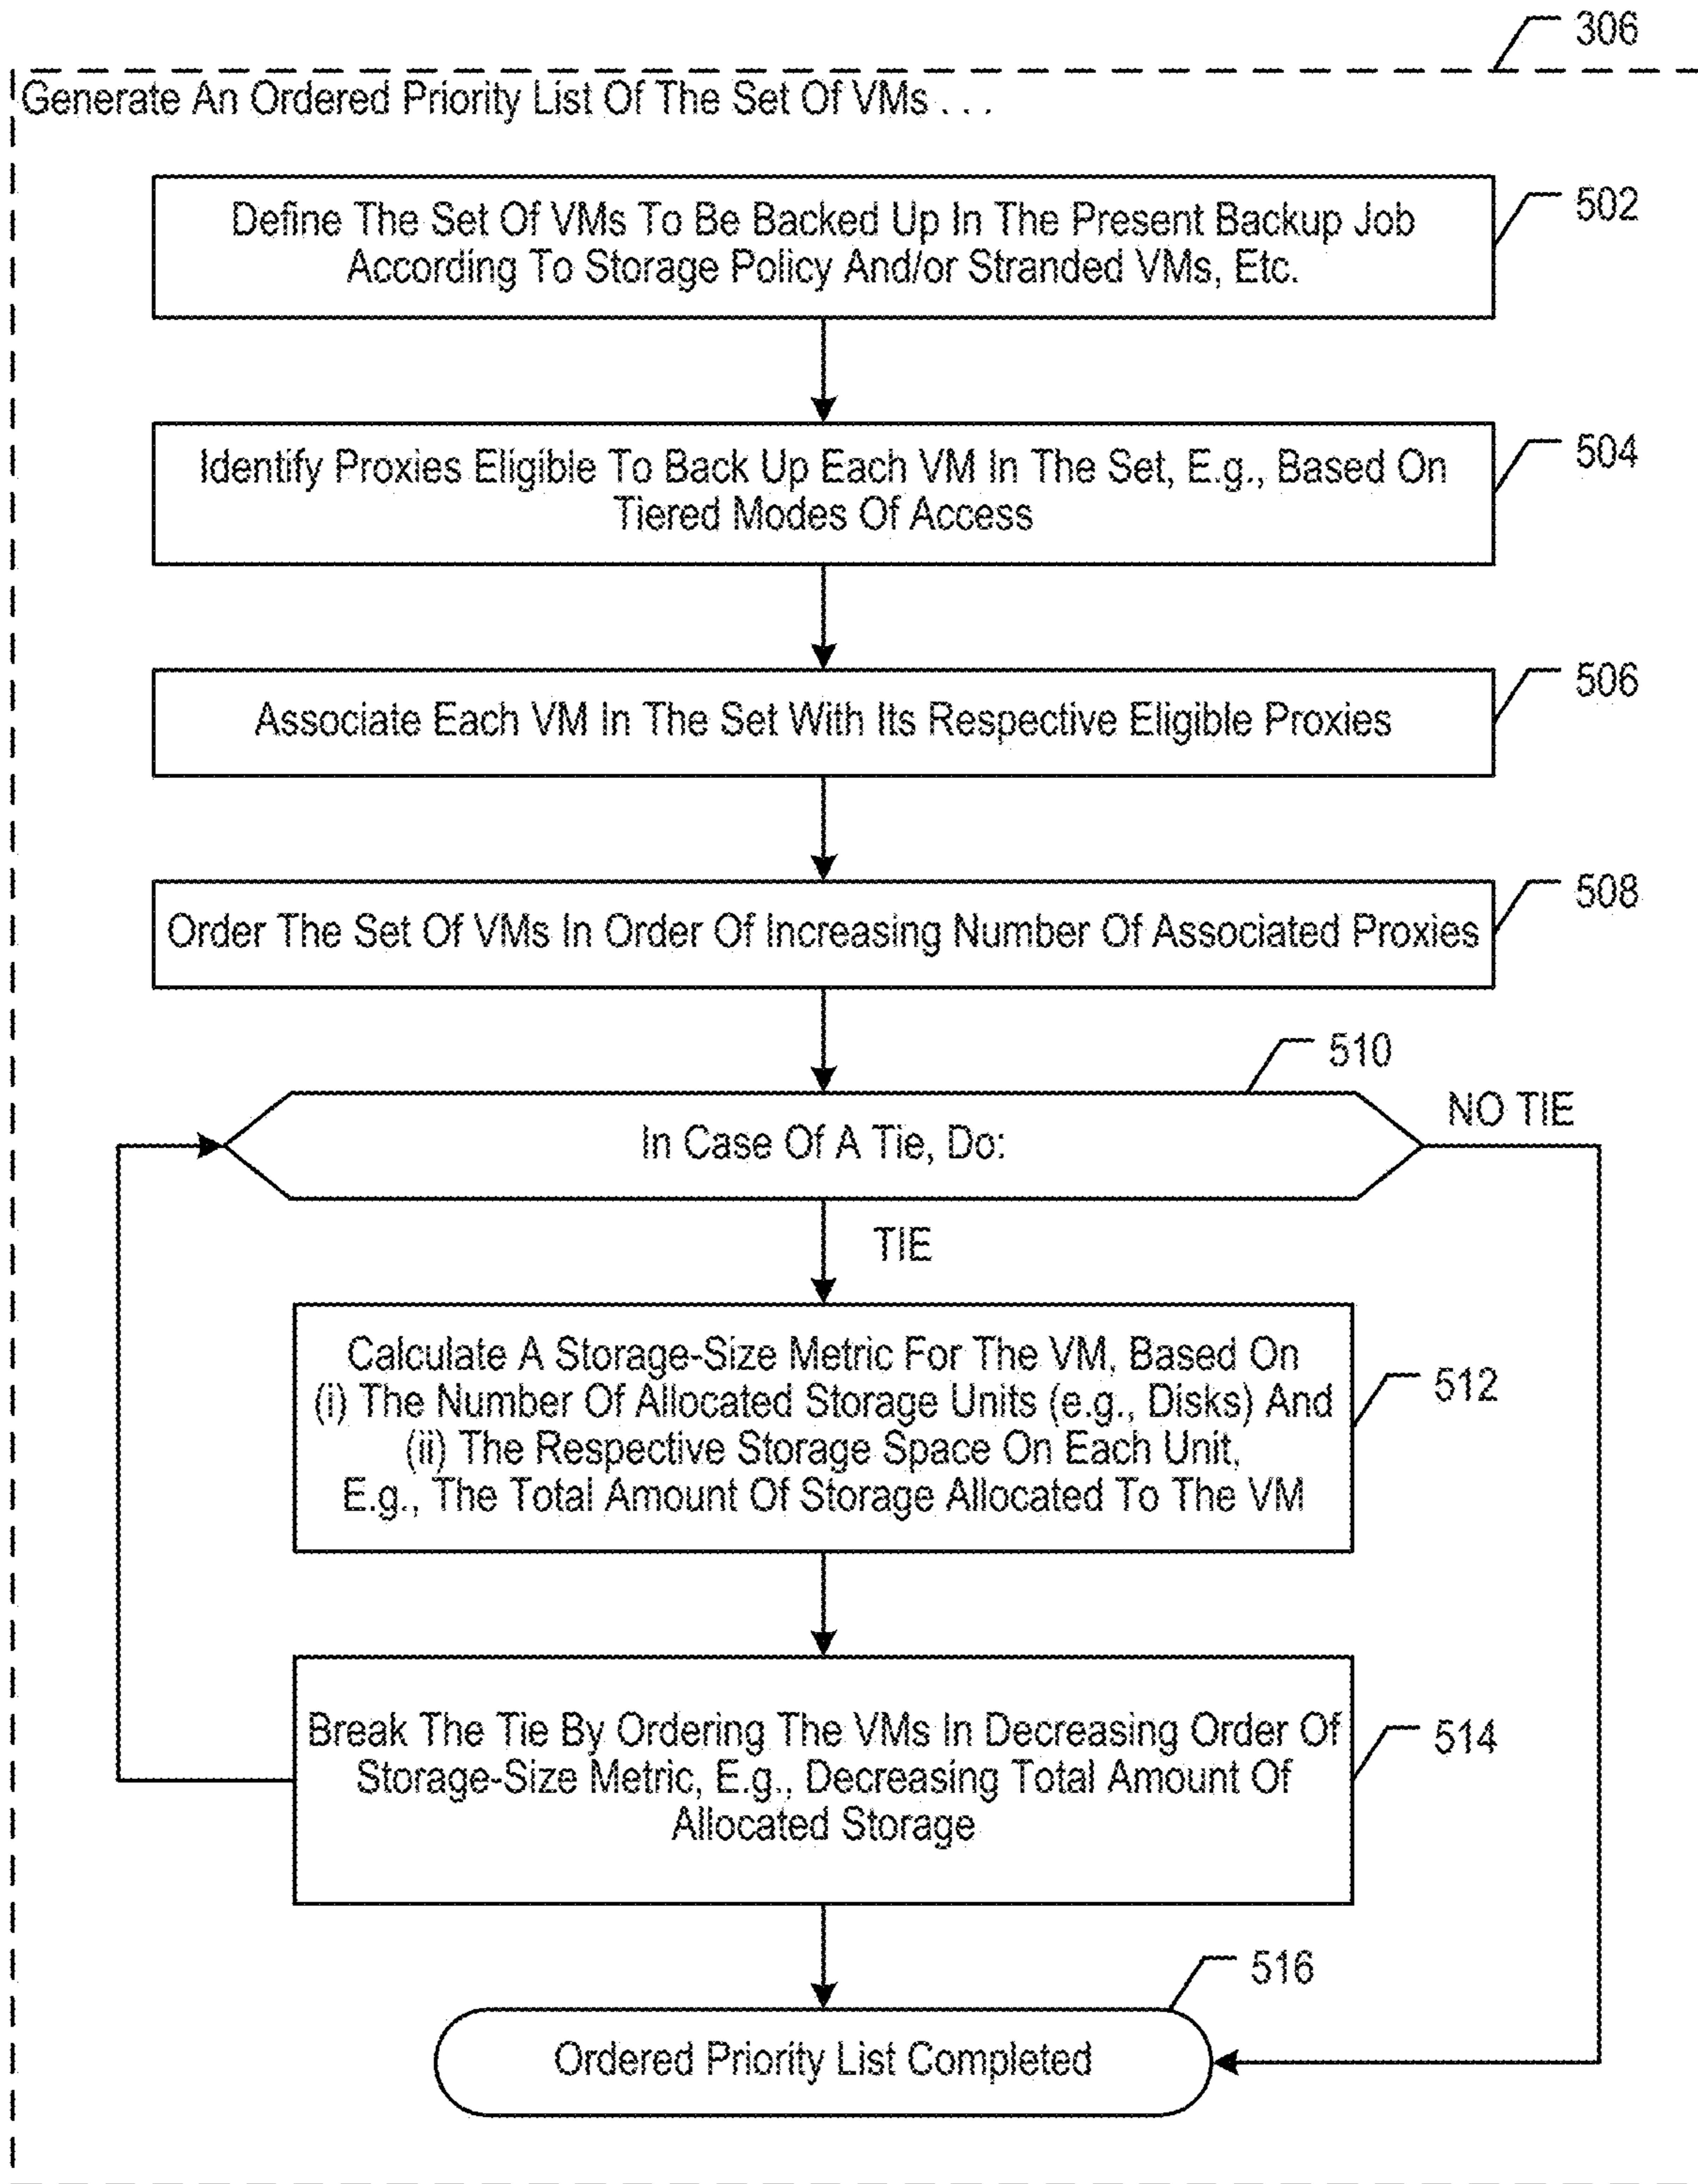 306
Generate An Ordered Priority List Of The Set Of VMs . . .
502
Define The Set Of VMs To Be Backed Up In The Present Backup Job
According To Storage Policy And/or Stranded VMs, Etc.
504
Identify Proxies Eligible To Back Up Each VM In The Set, E.g., Based On
Tiered Modes Of Access
506
Associate Each VM In The Set With Its Respective Eligible Proxies
508
Order The Set Of VMs In Order Of Increasing Number Of Associated Proxies
510
NO TIE
In Case Of A Tie, Do:
TIE
Calculate A Storage-Size Metric For The VM, Based On
(i) The Number Of Allocated Storage Units (e.g., Disks) And
(ii) The Respective Storage Space On Each Unit,
E.g., The Total Amount Of Storage Allocated To The VM
512
Break The Tie By Ordering The VMs In Decreasing Order Of
Storage-Size Metric, E.g., Decreasing Total Amount Of
Allocated Storage
514
516
Ordered Priority List Completed